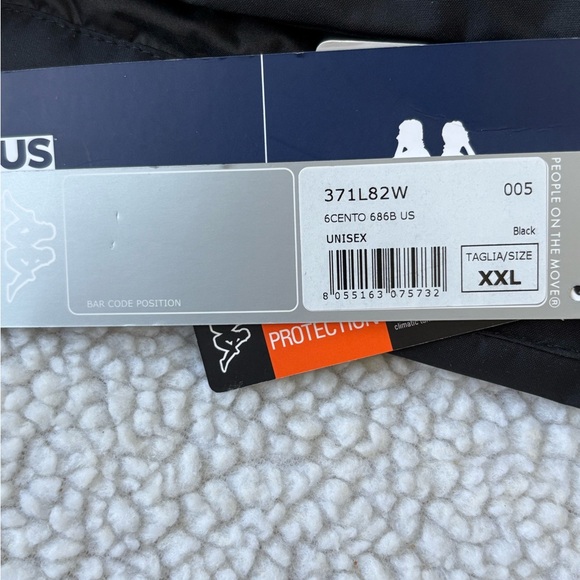 US
371L82W 005
6CENTO 686B US
UNISEX Black
TAGLIA/SIZE
XXL
8 055163 075732
BAR CODE POSITION
PEOPLE ON THE MOVE®
PROTECTION
climatic